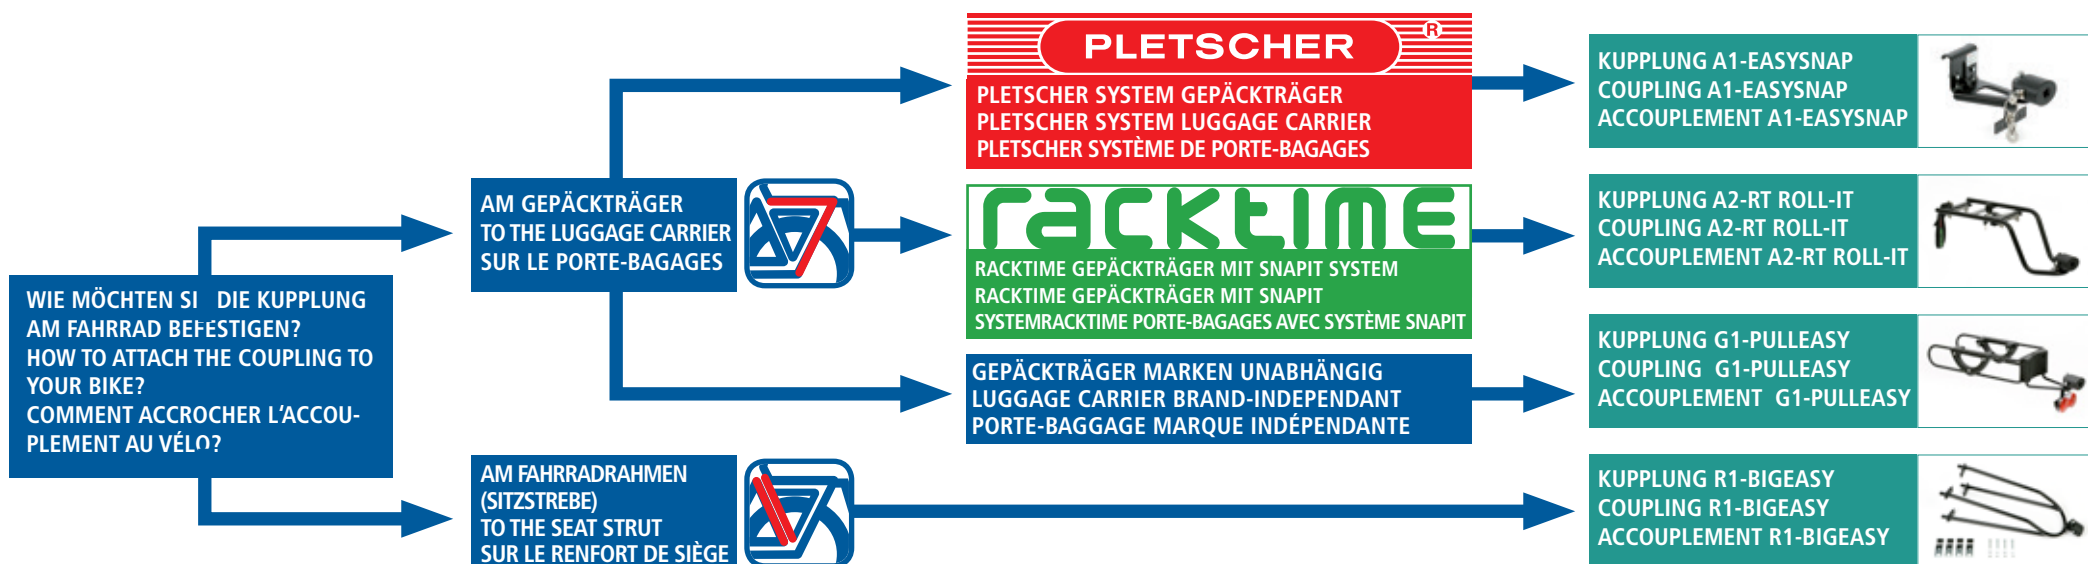 WIE MÖCHTEN SI DIE KUPPLUNG
AM FAHRRAD BEFESTIGEN?
HOW TO ATTACH THE COUPLING TO
YOUR BIKE?
COMMENT ACCROCHER L'ACCOU-
PLEMENT AU VÉLO?
AM GEPÄCKTRÄGER
TO THE LUGGAGE CARRIER
SUR LE PORTE-BAGAGES
AM FAHRRADRAHMEN
(SITZSTREBE)
TO THE SEAT STRUT
SUR LE RENFORT DE SIÈGE
PLETSCHER ®
PLETSCHER SYSTEM GEPÄCKTRÄGER
PLETSCHER SYSTEM LUGGAGE CARRIER
PLETSCHER SYSTÈME DE PORTE-BAGAGES
racktime
RACKTIME GEPÄCKTRÄGER MIT SNAPIT SYSTEM
RACKTIME GEPÄCKTRÄGER MIT SNAPIT
SYSTEMRACKTIME PORTE-BAGAGES AVEC SYSTÈME SNAPIT
GEPÄCKTRÄGER MARKEN UNABHÄNGIG
LUGGAGE CARRIER BRAND-INDEPENDANT
PORTE-BAGGAGE MARQUE INDÉPENDANTE
KUPPLUNG A1-EASYSNAP
COUPLING A1-EASYSNAP
ACCOUPLEMENT A1-EASYSNAP
KUPPLUNG A2-RT ROLL-IT
COUPLING A2-RT ROLL-IT
ACCOUPLEMENT A2-RT ROLL-IT
KUPPLUNG G1-PULLEASY
COUPLING G1-PULLEASY
ACCOUPLEMENT G1-PULLEASY
KUPPLUNG R1-BIGEASY
COUPLING R1-BIGEASY
ACCOUPLEMENT R1-BIGEASY